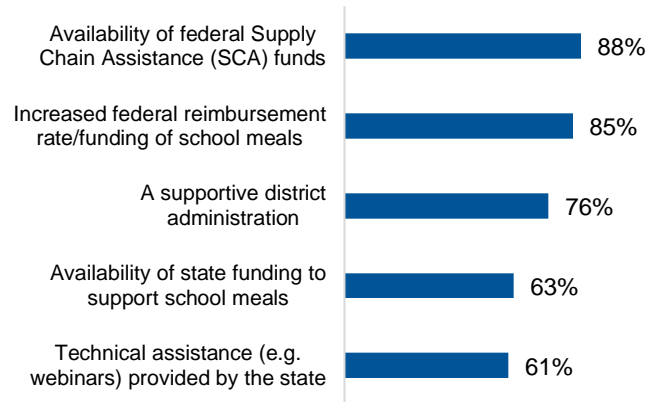 Availability of federal Supply
Chain Assistance (SCA) funds
88%
Increased federal reimbursement
rate/funding of school meals
85%
A supportive district
administration
76%
Availability of state funding to
support school meals
63%
Technical assistance (e.g.
webinars) provided by the state
61%